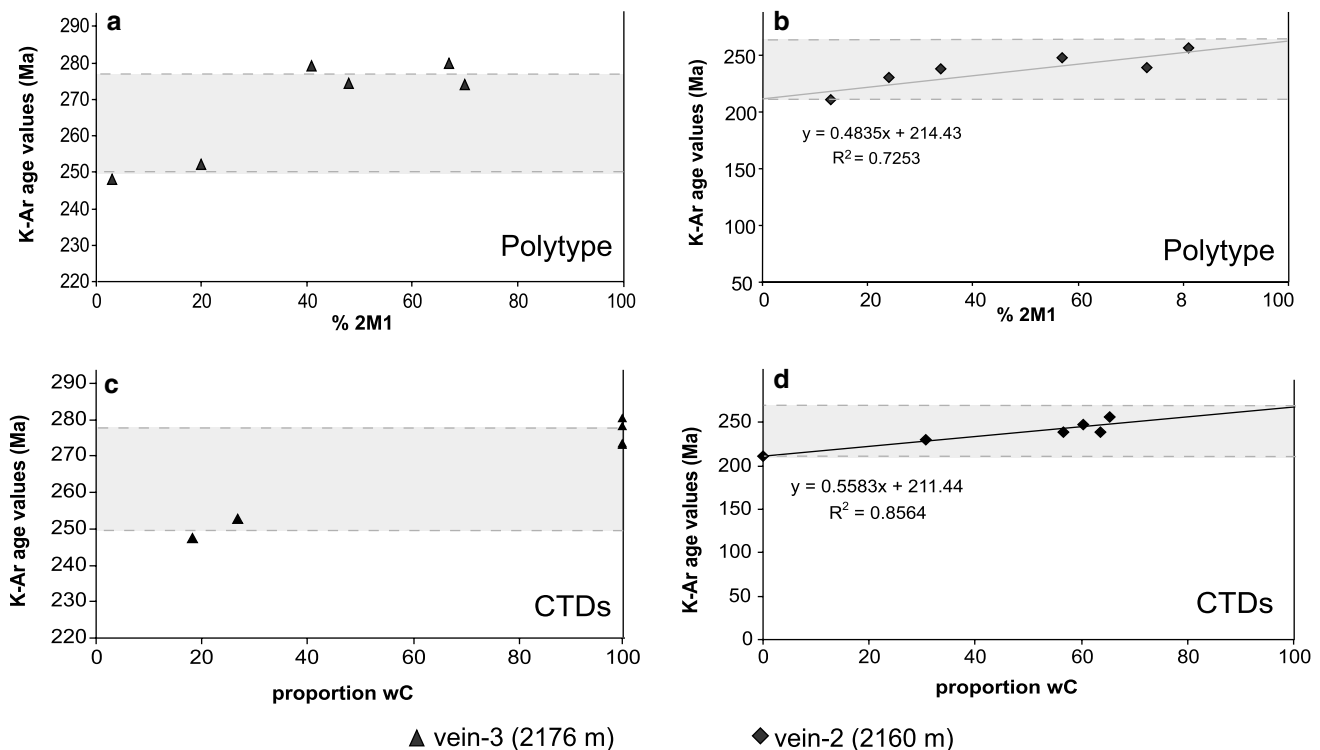 a
290
280
270
260
250
240
230
220
K-Ar age values (Ma)
Polytype
0 20 40 60 80 100
% 2M1
b
250
200
150
100
50
K-Ar age values (Ma)
y = 0.4835x + 214.43
R2 = 0.7253
Polytype
0 20 40 60 8 100
% 2M1
c
290
280
270
260
250
240
230
220
K-Ar age values (Ma)
CTDs
0 20 40 60 80 100
proportion wC
d
250
200
150
100
50
0
K-Ar age values (Ma)
y = 0.5583x + 211.44
R2 = 0.8564
CTDs
0 20 40 60 80 100
proportion wC
vein-3 (2176 m)
vein-2 (2160 m)